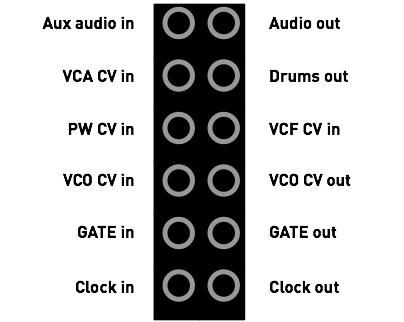 Aux audio in Audio out
VCA CV in Drums out
PW CV in VCF CV in
VCO CV in VCO CV out
GATE in GATE out
Clock in Clock out